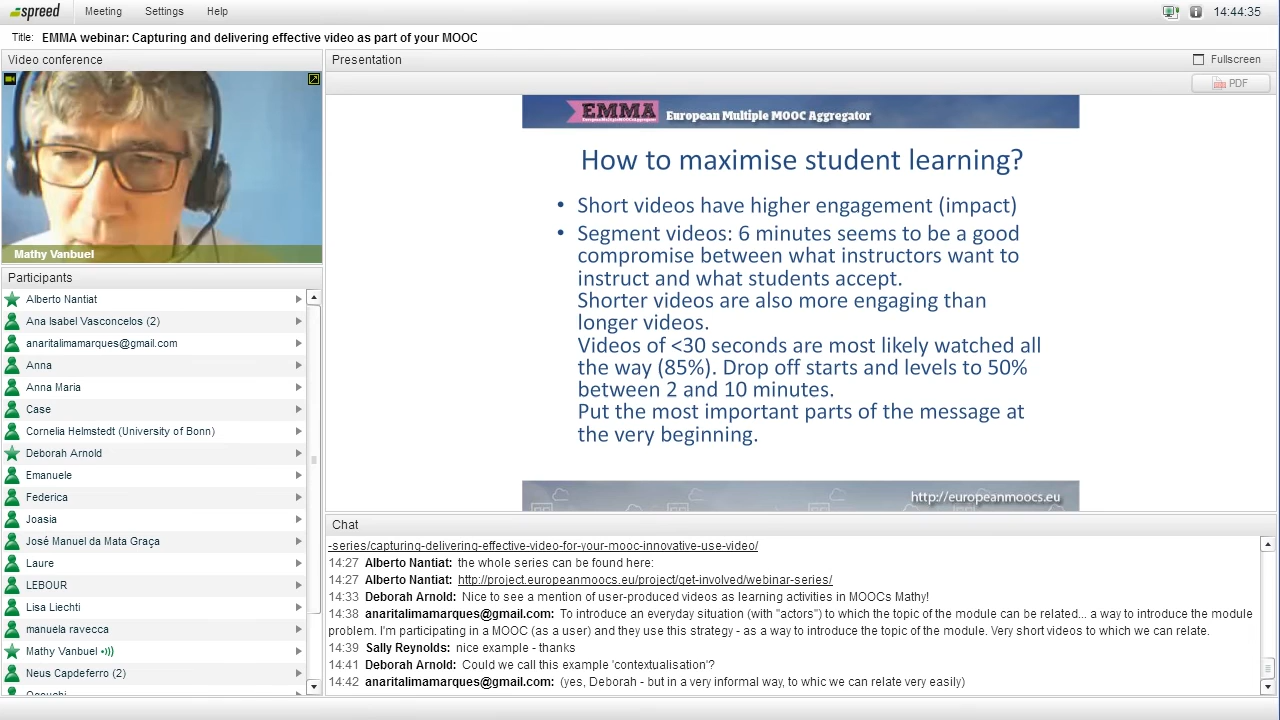 spreed Meeting Settings Help 14:44:35
Title: EMMA webinar: Capturing and delivering effective video as part of your MOOC
Video conference
Mathy Vanbuel
Participants
Alberto Nantiat
Ana Isabel Vasconcelos (2)
anaritalimamarques@gmail.com
Anna
Anna Maria
Case
Cornelia Helmstedt (University of Bonn)
Deborah Arnold
Emanuele
Federica
Joasia
José Manuel da Mata Graça
Laure
LEBOUR
Lisa Liechti
manuela ravecca
Mathy Vanbuel
Neus Capdeferro (2)
Presentation
Fullscreen
PDF
EMMA European Multiple MOOC Aggregator
How to maximise student learning?
• Short videos have higher engagement (impact)
• Segment videos: 6 minutes seems to be a good
compromise between what instructors want to
instruct and what students accept.
Shorter videos are also more engaging than
longer videos.
Videos of <30 seconds are most likely watched all
the way (85%). Drop off starts and levels to 50%
between 2 and 10 minutes.
Put the most important parts of the message at
the very beginning.
http://europeanmoocs.eu
Chat
-series/capturing-delivering-effective-video-for-your-mooc-innovative-use-video/
14:27 Alberto Nantiat: the whole series can be found here:
14:27 Alberto Nantiat: http://project.europeanmoocs.eu/project/get-involved/webinar-series/
14:33 Deborah Arnold: Nice to see a mention of user-produced videos as learning activities in MOOCs Mathy!
14:38 anaritalimamarques@gmail.com: To introduce an everyday situation (with "actors") to which the topic of the module can be related... a way to introduce the module
problem. I'm participating in a MOOC (as a user) and they use this strategy - as a way to introduce the topic of the module. Very short videos to which we can relate.
14:39 Sally Reynolds: nice example - thanks
14:41 Deborah Arnold: Could we call this example 'contextualisation'?
14:42 anaritalimamarques@gmail.com: (yes, Deborah - but in a very informal way, to whic we can relate very easily)